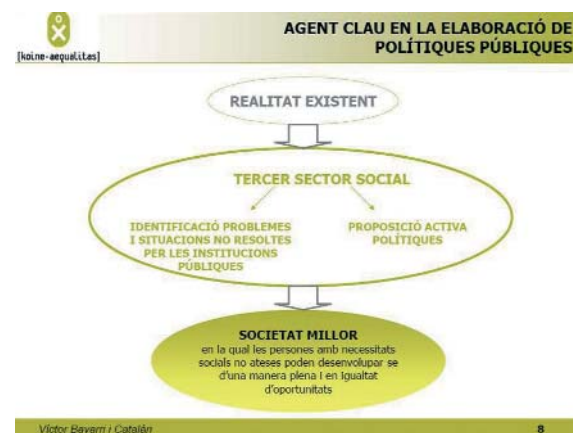 [koine-aequalitas]
AGENT CLAU EN LA ELABORACIÓ DE
POLÍTIQUES PÚBLIQUES
REALITAT EXISTENT
TERCER SECTOR SOCIAL
IDENTIFICACIÓ PROBLEMES
I SITUACIONS NO RESOLTES
PER LES INSTITUCIONS
PÚBLIQUES
PROPOSICIÓ ACTIVA
POLÍTIQUES
SOCIETAT MILLOR
en la qual les persones amb necessitats
socials no ateses poden desenvolupar se
d'una manera plena i en igualtat
d'oportunitats
Víctor Bayarri i Catalán
8